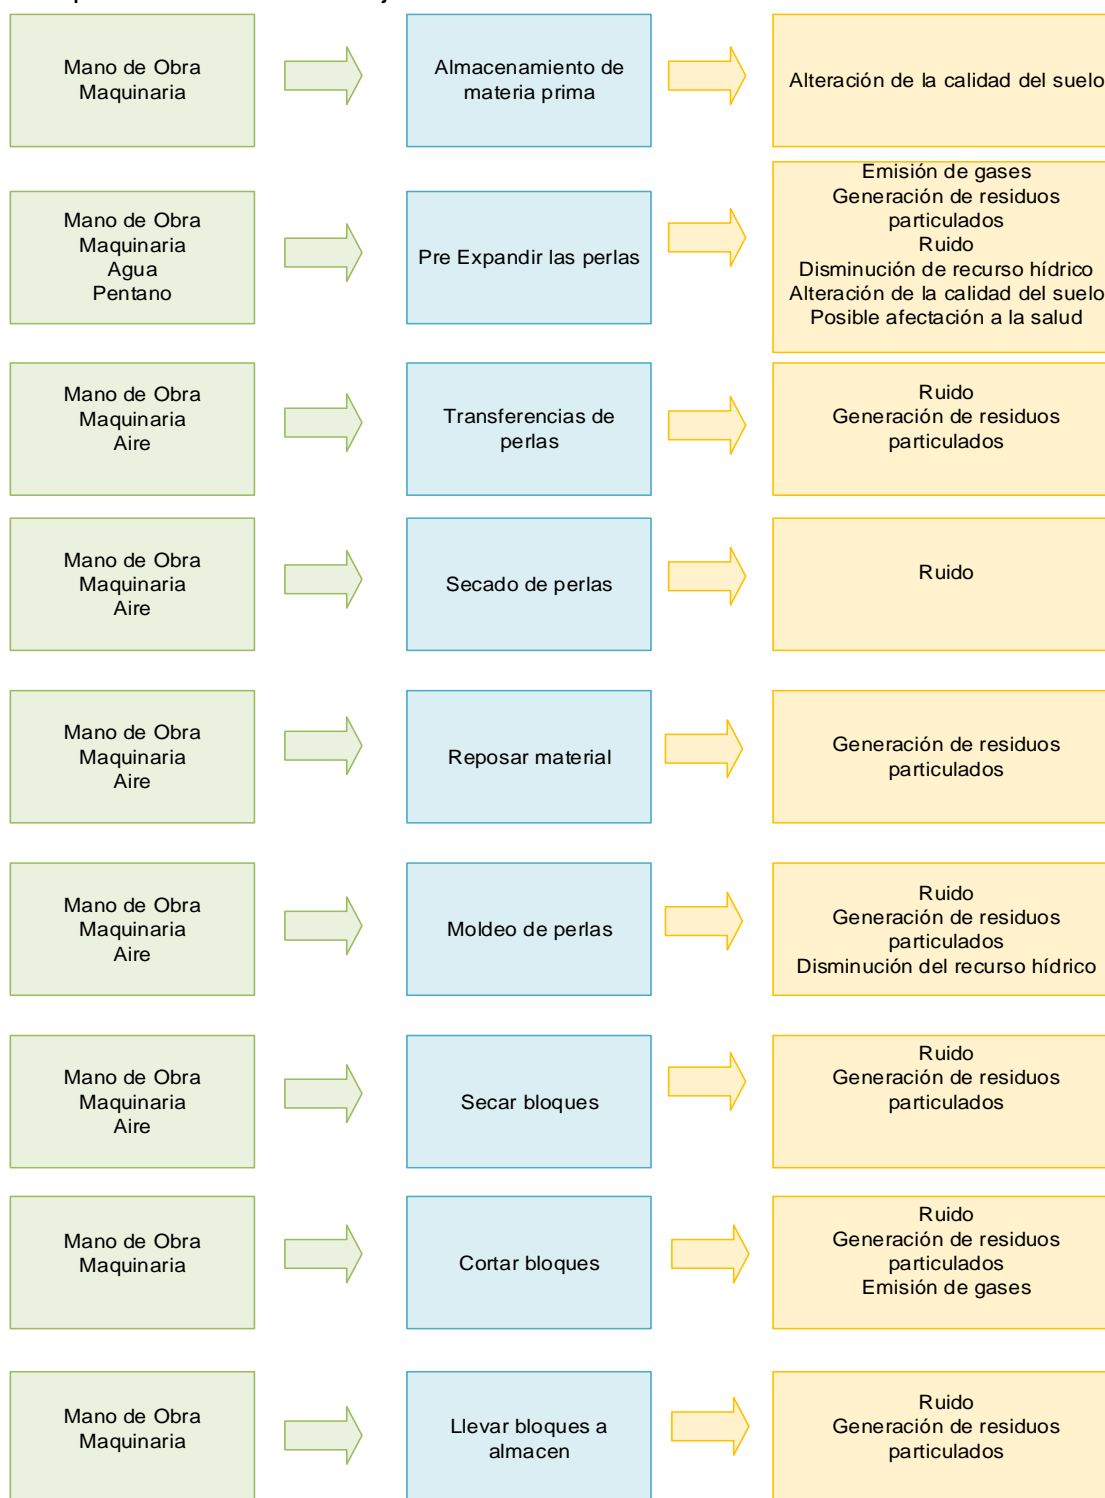 Mano de Obra
Maquinaria
Almacenamiento de
materia prima
Alteración de la calidad del suelo
Mano de Obra
Maquinaria
Agua
Pentano
Pre Expandir las perlas
Emisión de gases
Generación de residuos
particulados
Ruido
Disminución de recurso hídrico
Alteración de la calidad del suelo
Posible afectación a la salud
Mano de Obra
Maquinaria
Aire
Transferencias de
perlas
Ruido
Generación de residuos
particulados
Mano de Obra
Maquinaria
Aire
Secado de perlas
Ruido
Mano de Obra
Maquinaria
Aire
Reposar material
Generación de residuos
particulados
Mano de Obra
Maquinaria
Aire
Moldeo de perlas
Ruido
Generación de residuos
particulados
Disminución del recurso hídrico
Mano de Obra
Maquinaria
Aire
Secar bloques
Ruido
Generación de residuos
particulados
Mano de Obra
Maquinaria
Cortar bloques
Ruido
Generación de residuos
particulados
Emisión de gases
Mano de Obra
Maquinaria
Llevar bloques a
almacen
Ruido
Generación de residuos
particulados